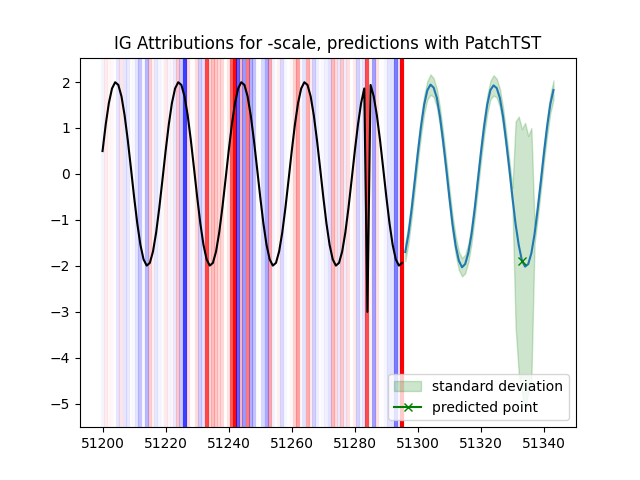 IG Attributions for -scale, predictions with PatchTST
2
1
0
−1
−2
−3
−4
−5
51200 51220 51240 51260 51280 51300 51320 51340
standard deviation
predicted point